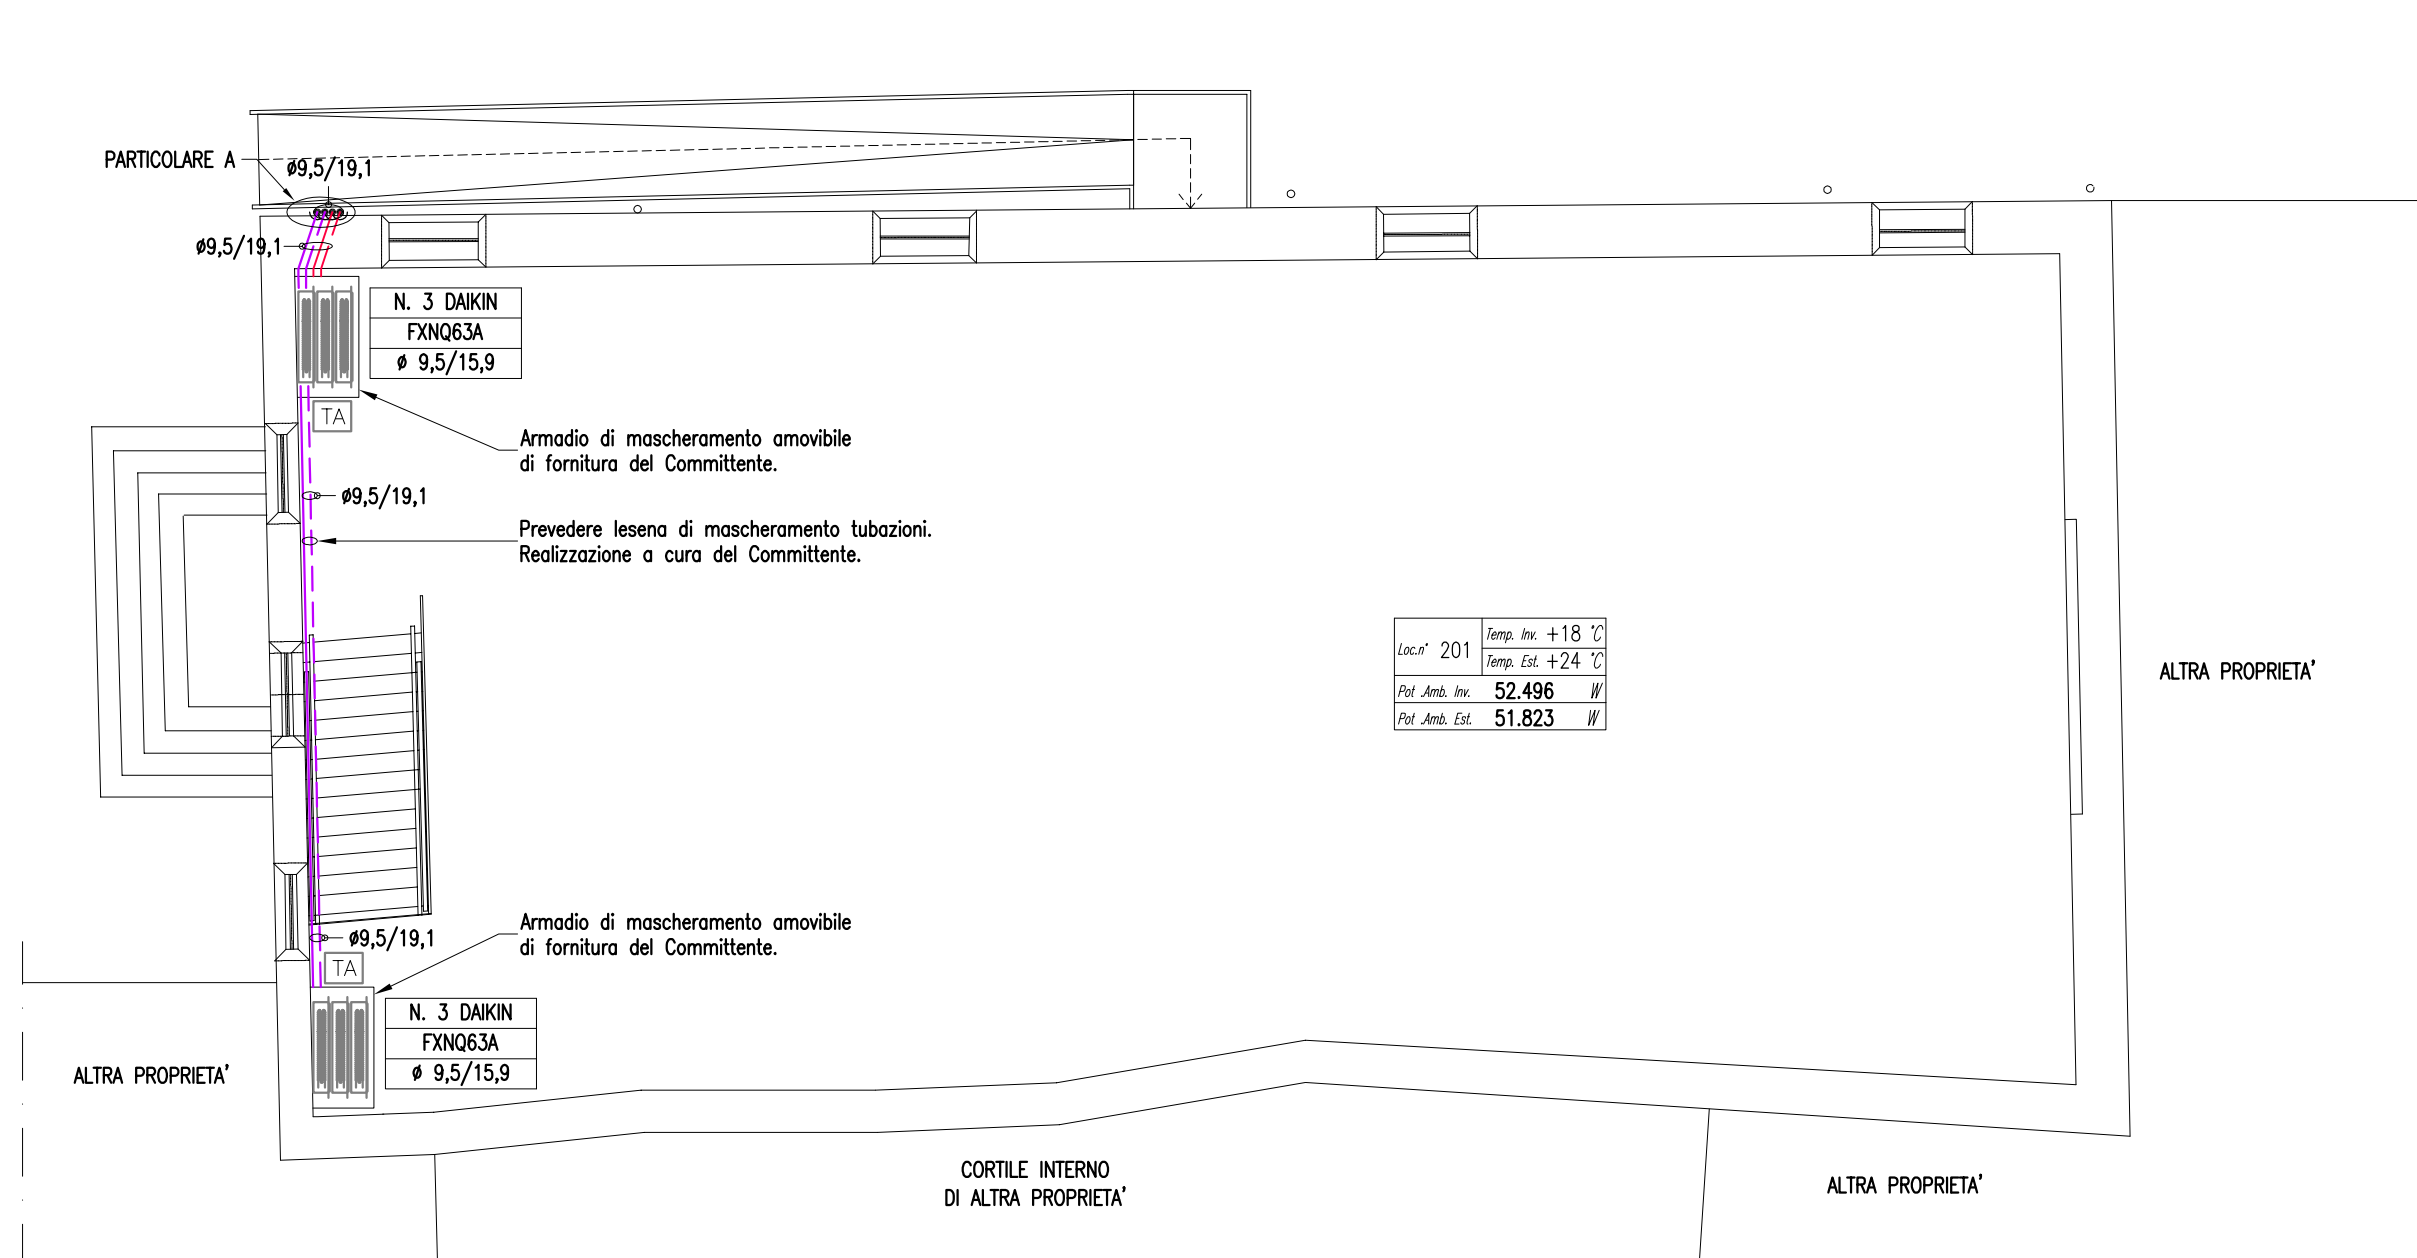 PARTICOLARE A
ø9,5/19,1
ø9,5/19,1
N. 3 DAIKIN
FXNQ63A
ø 9,5/15,9
TA
Armadio di mascheramento amovibile
di fornitura del Committente.
ø9,5/19,1
Prevedere lesena di mascheramento tubazioni.
Realizzazione a cura del Committente.
Loc.n° 201
Temp. Inv. +18 °C
Temp. Est. +24 °C
Pot .Amb. Inv. 52.496 W
Pot .Amb. Est. 51.823 W
ALTRA PROPRIETA'
Armadio di mascheramento amovibile
di fornitura del Committente.
ø9,5/19,1
TA
N. 3 DAIKIN
FXNQ63A
ø 9,5/15,9
ALTRA PROPRIETA'
CORTILE INTERNO
DI ALTRA PROPRIETA'
ALTRA PROPRIETA'